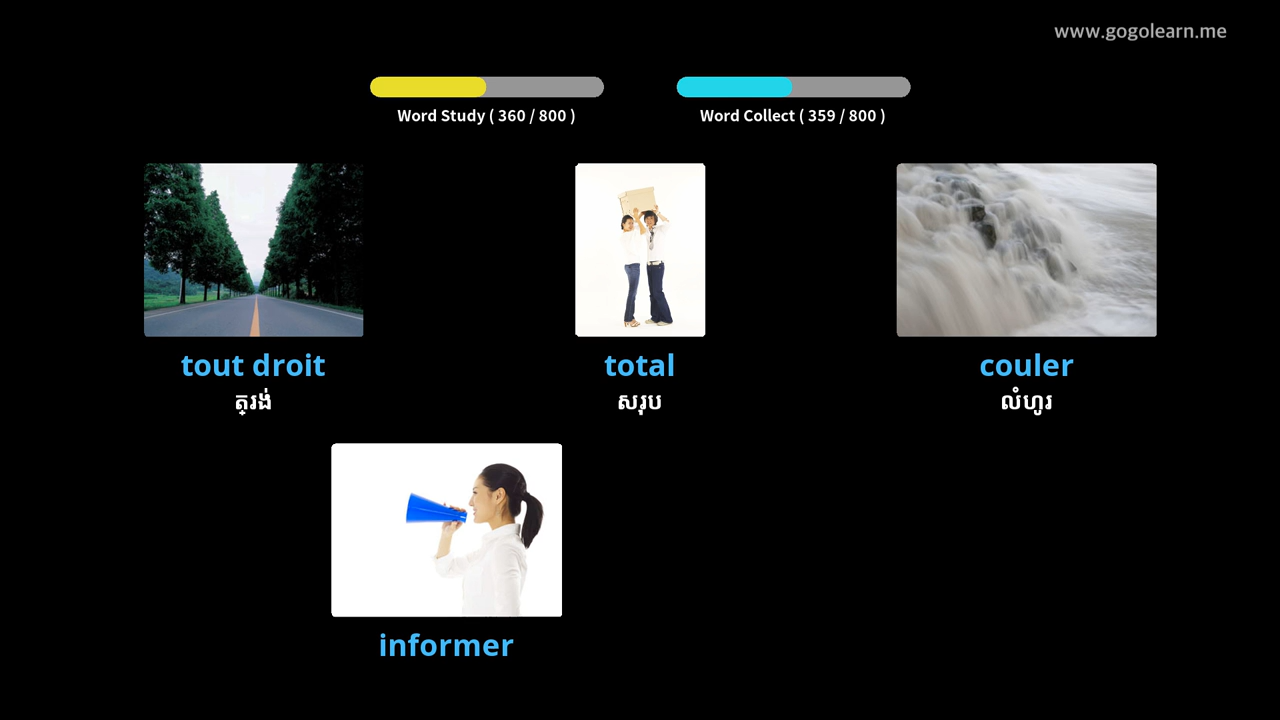 www.gogolearn.me
Word Study ( 360 / 800 )
Word Collect ( 359 / 800 )
tout droit
ត្រង់
total
សរុប
couler
លំហូរ
informer